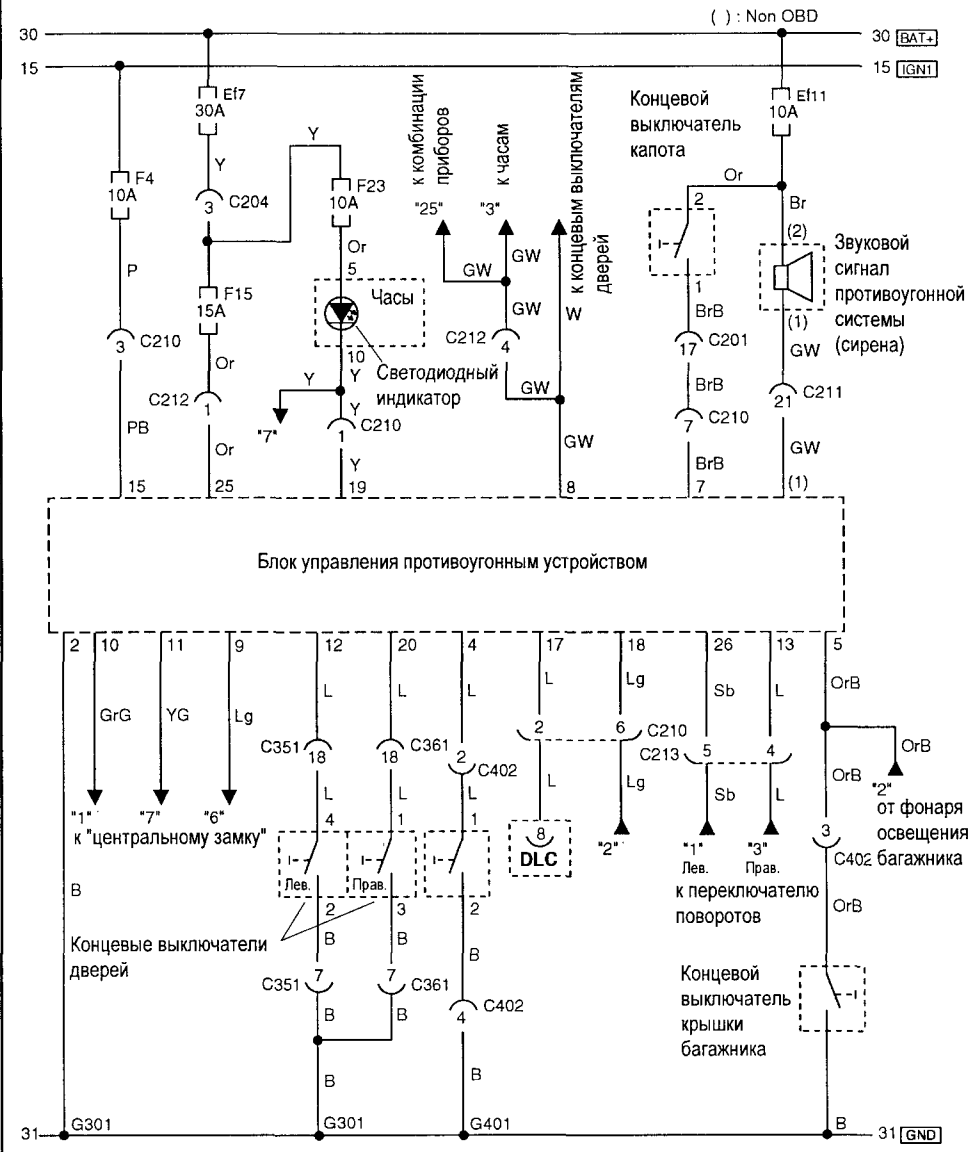 ( ) : Non OBD
30
30 BAT+
15
15 IGN1
Ef7
30A
Y
C204
3
Y
F4
10A
P
3
C210
PB
15
F15
15A
Or
C212
1
Or
25
F23
10A
Or
5
Часы
10
Светодиодный
индикатор
Y
Y
"7"
Y
C210
1
Y
19
к комбинации
приборов
"25"
к часам
"3"
к концевым выключателям
дверей
GW
GW
GW
C212
4
GW
W
GW
8
Концевой
выключатель
капота
Or
2
1
BrB
17
C201
BrB
7
C210
BrB
7
Ef11
10A
Br
(2)
Звуковой
сигнал
противоугонной
системы
(сирена)
(1)
GW
C211
21
GW
(1)
Блок управления противоугонным устройством
2
10
11
9
12
20
4
17
18
26
13
5
GrG
YG
Lg
L
L
L
L
Lg
Sb
L
OrB
"1"
"7"
"6"
к "центральному замку"
B
C351
18
C361
18
2
C402
2
6
C210
C213
5
4
OrB
OrB
"2"
от фонаря
освещения
багажника
L
L
L
L
Lg
Sb
L
4
1
1
8
DLC
"2"
"1"
Лев.
"3"
Прав.
к переключателю
поворотов
3
C402
OrB
Лев.
Прав.
2
3
2
B
B
B
Концевые выключатели
дверей
C351
7
7
C361
C402
4
B
B
B
B
Концевой
выключатель
крышки
багажника
31
G301
G301
G401
B
31 GND